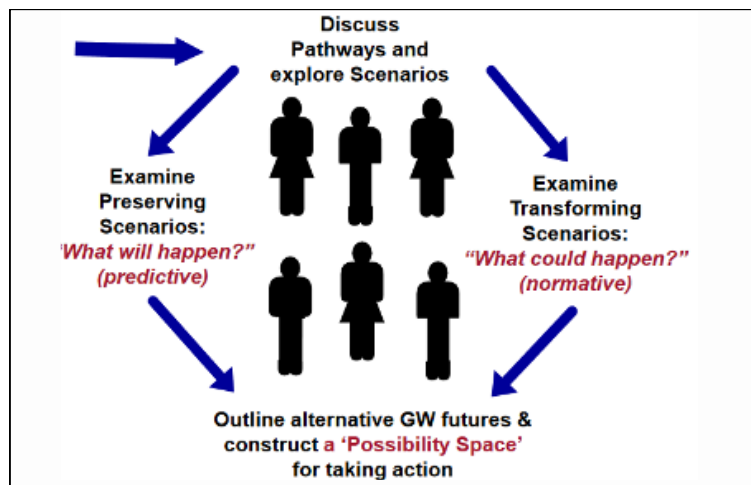 Discuss
Pathways and
explore Scenarios
Examine
Preserving
Scenarios:
'What will happen?"
(predictive)
Examine
Transforming
Scenarios:
“What could happen?”
(normative)
Outline alternative GW futures &
construct a ‘Possibility Space’
for taking action